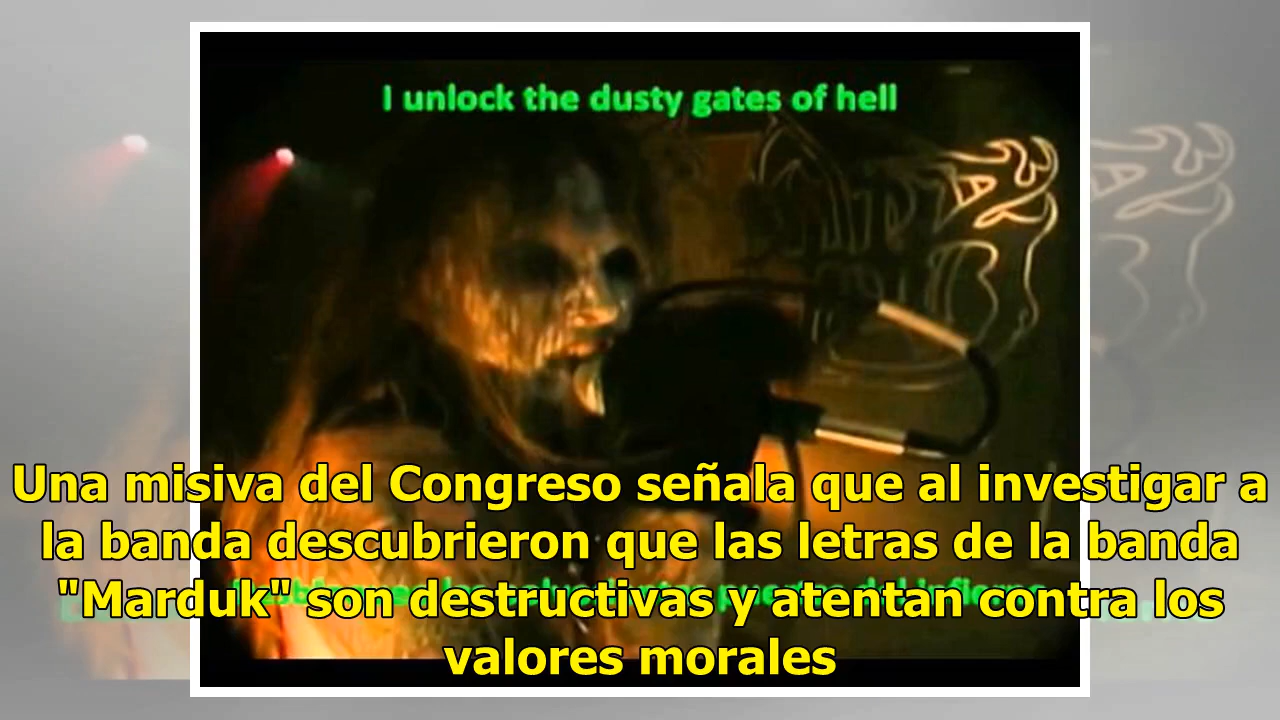 I unlock the dusty gates of hell
Una misiva del Congreso señala que al investigar a
la banda descubrieron que las letras de la banda
"Marduk" son destructivas y atentan contra los
valores morales